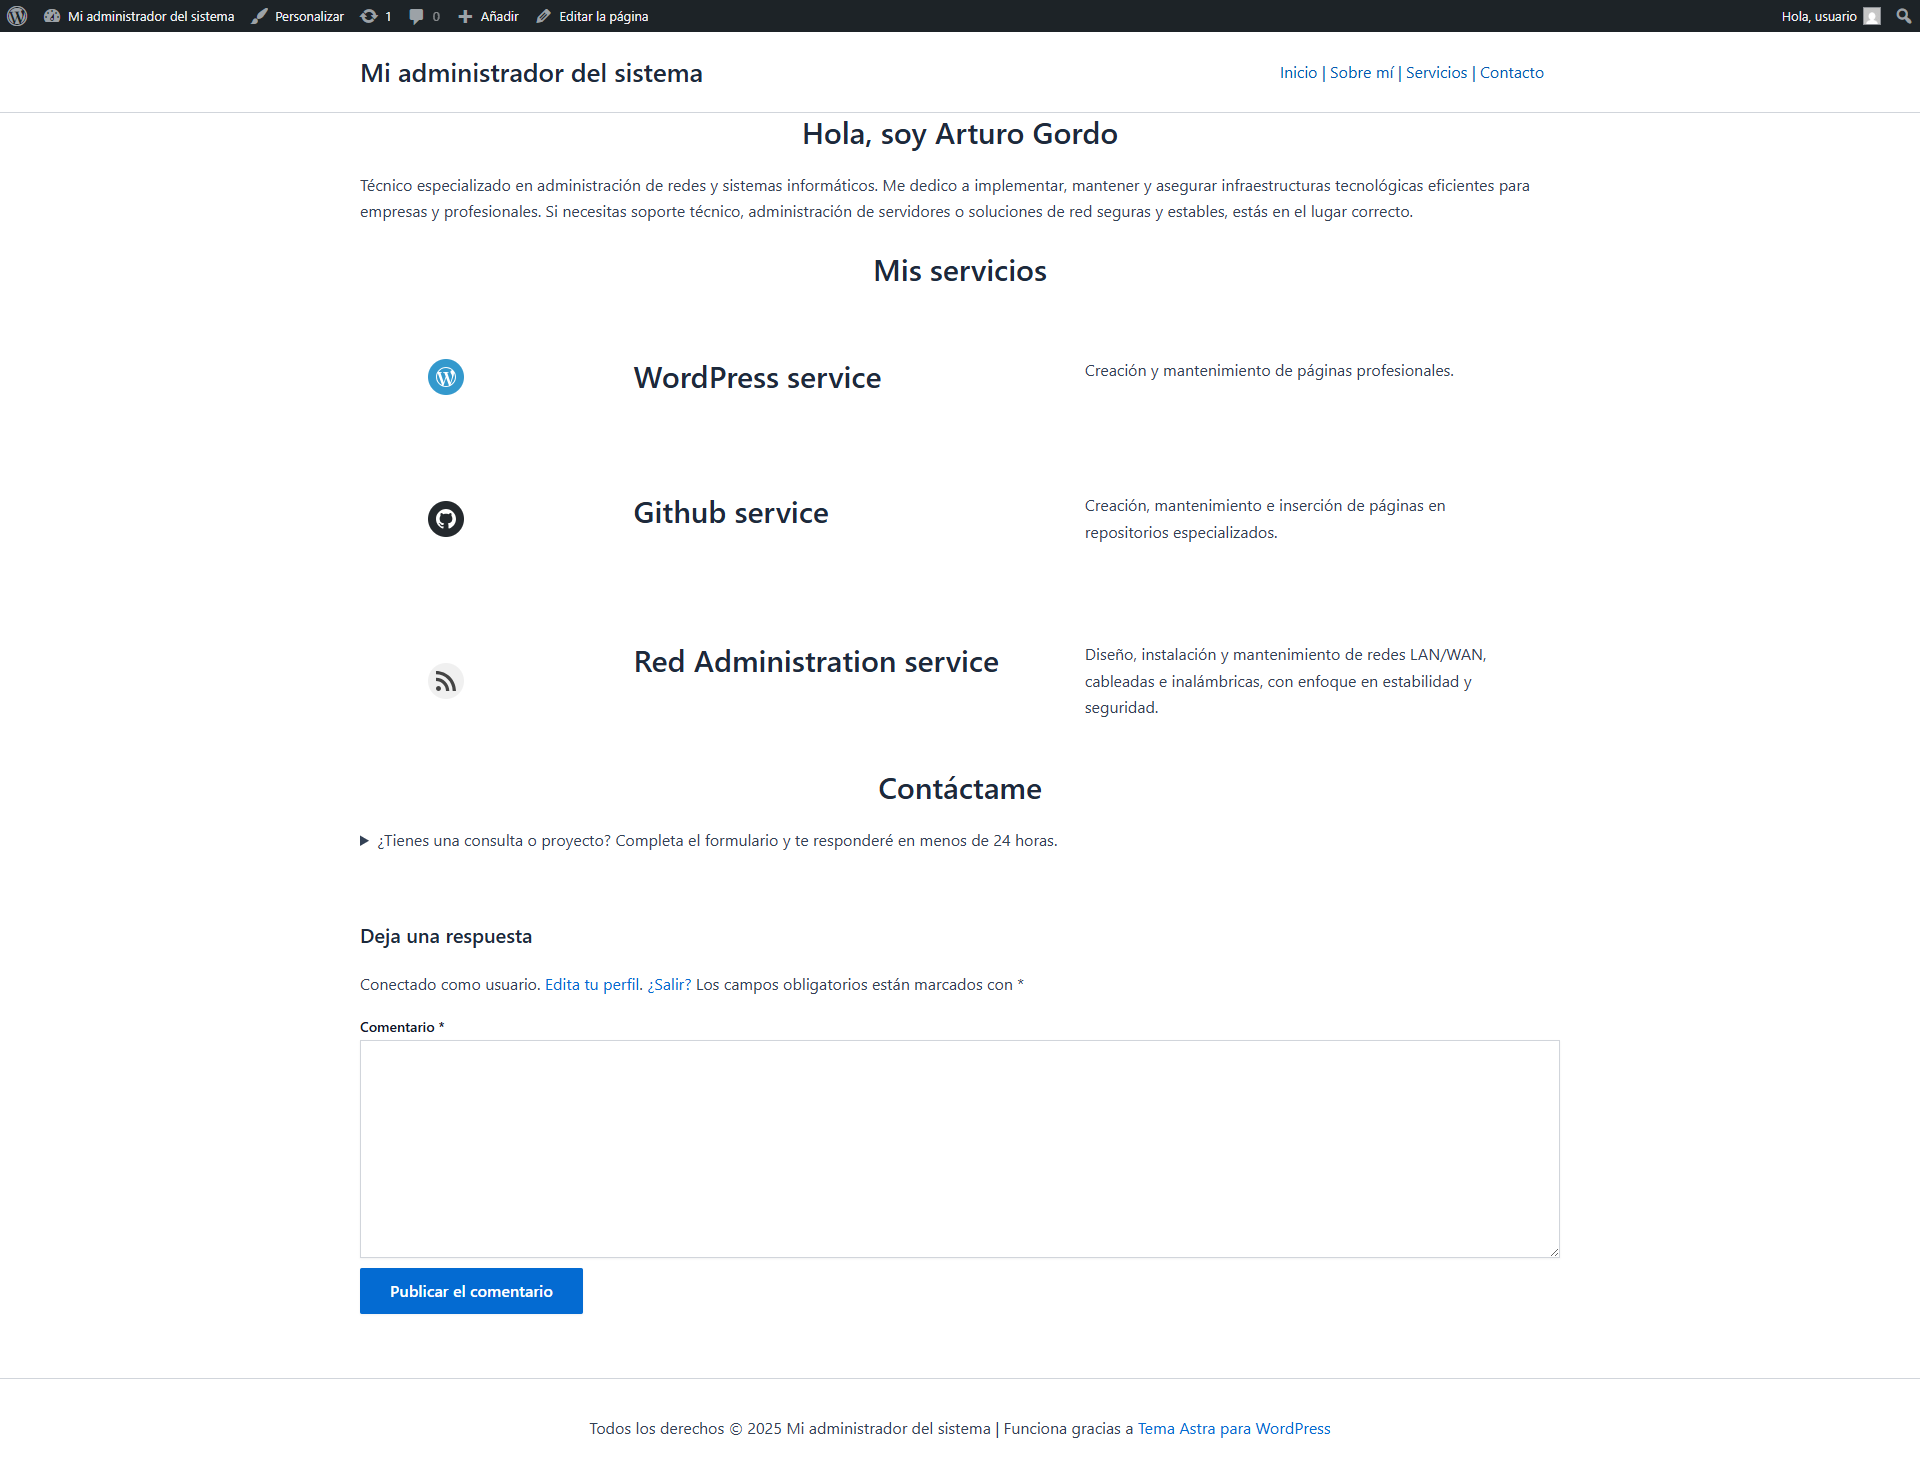 Mi administrador del sistema Personalizar 1 0 Añadir Editar la página Hola, usuario
Mi administrador del sistema
Inicio | Sobre mí | Servicios | Contacto
Hola, soy Arturo Gordo
Técnico especializado en administración de redes y sistemas informáticos. Me dedico a implementar, mantener y asegurar infraestructuras tecnológicas eficientes para
empresas y profesionales. Si necesitas soporte técnico, administración de servidores o soluciones de red seguras y estables, estás en el lugar correcto.
Mis servicios
WordPress service
Creación y mantenimiento de páginas profesionales.
Github service
Creación, mantenimiento e inserción de páginas en
repositorios especializados.
Red Administration service
Diseño, instalación y mantenimiento de redes LAN/WAN,
cableadas e inalámbricas, con enfoque en estabilidad y
seguridad.
Contáctame
¿Tienes una consulta o proyecto? Completa el formulario y te responderé en menos de 24 horas.
Deja una respuesta
Conectado como usuario. Edita tu perfil. ¿Salir? Los campos obligatorios están marcados con *
Comentario *
Publicar el comentario
Todos los derechos © 2025 Mi administrador del sistema | Funciona gracias a Tema Astra para WordPress